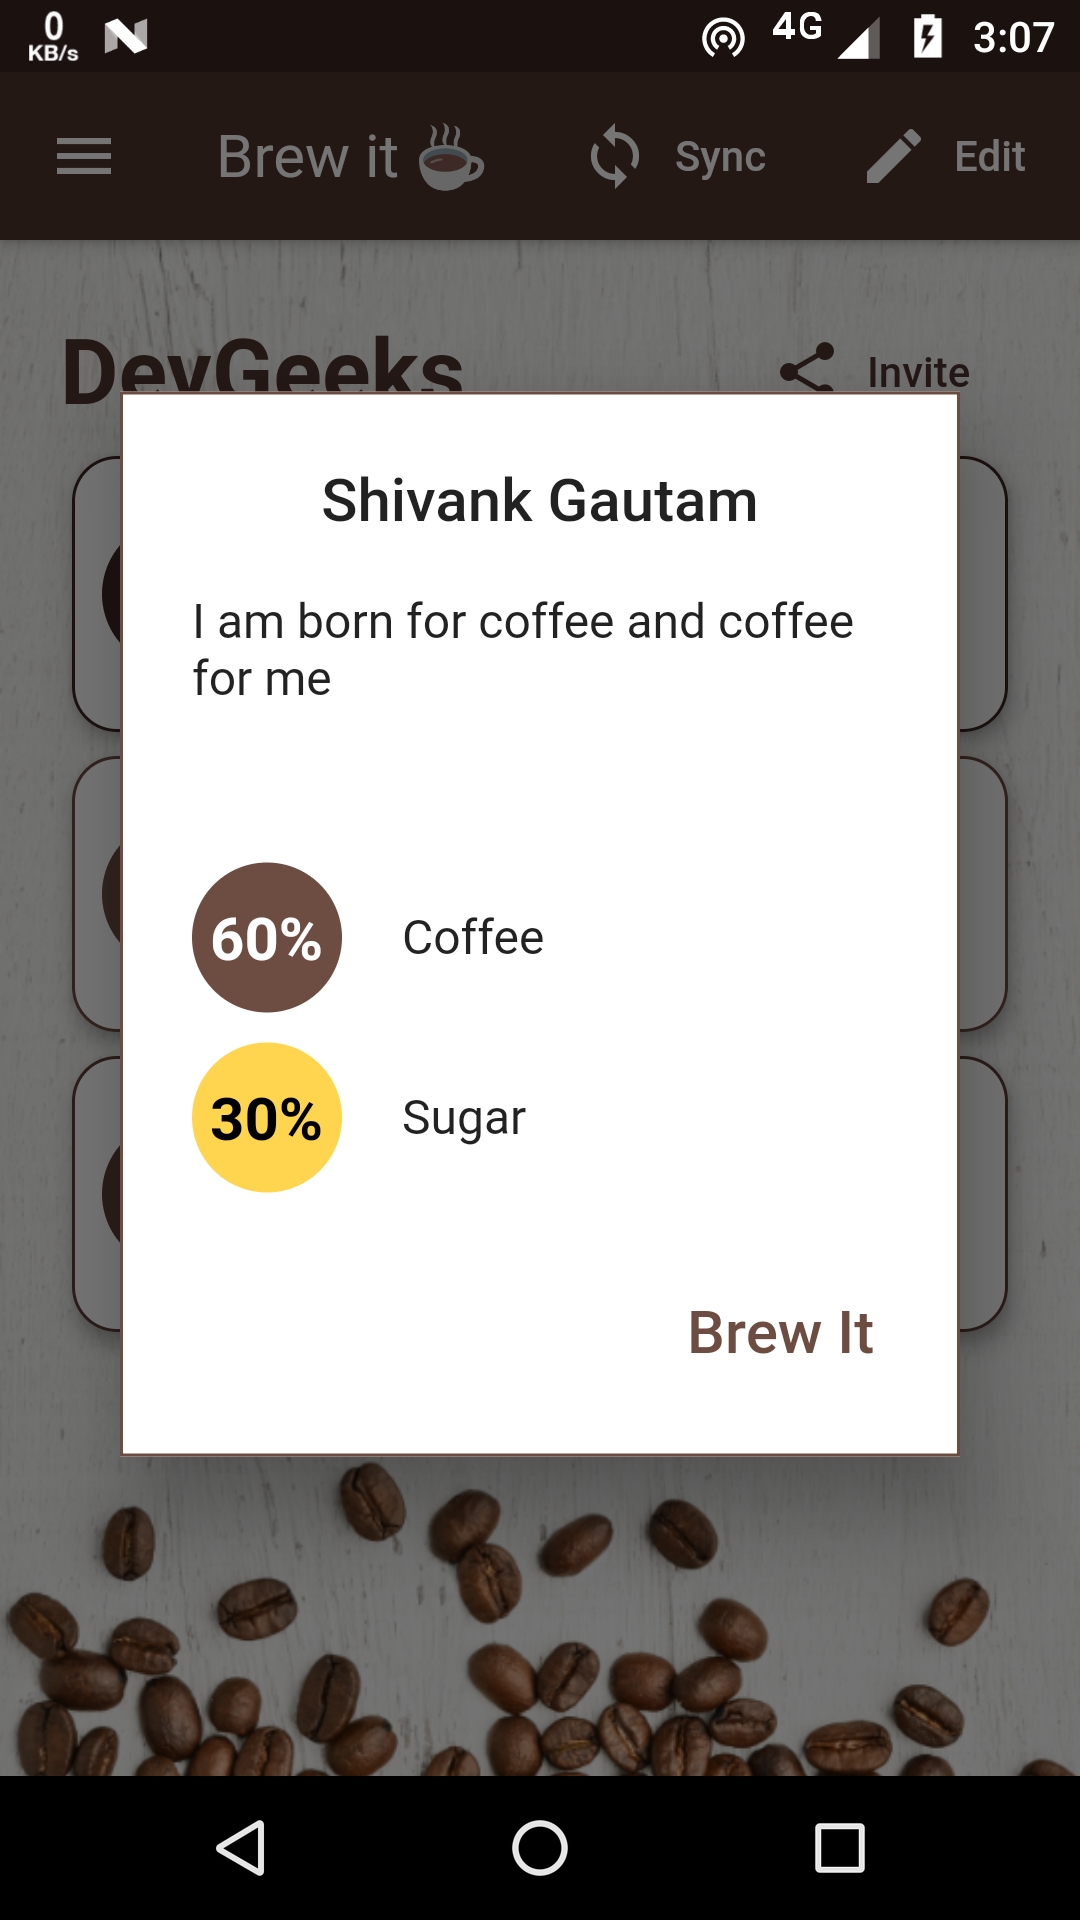 0
KB/s
4G
3:07
Brew it
Sync
Edit
DevGeeks
Invite
Shivank Gautam
I am born for coffee and coffee
for me
60%
Coffee
30%
Sugar
Brew It